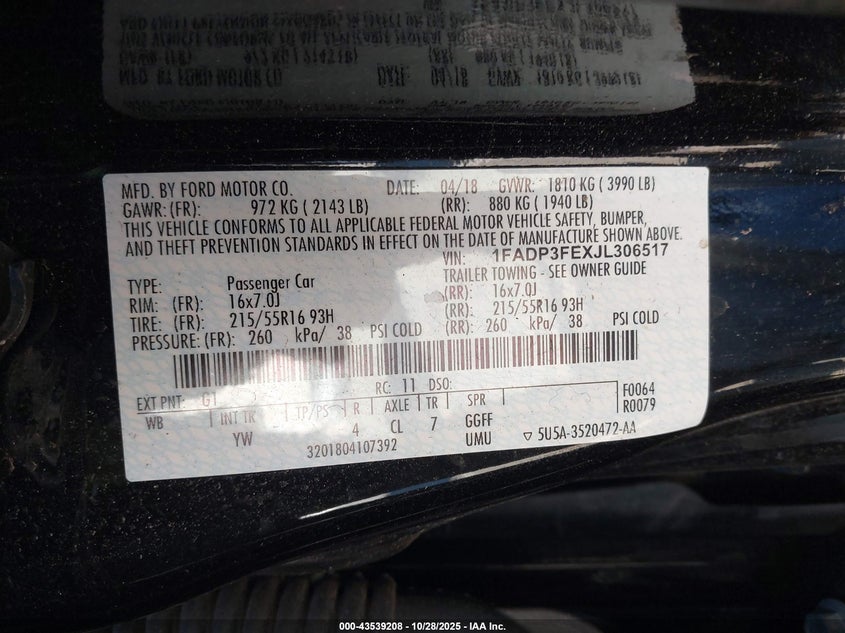 MFD. BY FORD MOTOR CO. DATE: 04/18 GVWR: 1810 KG ( 3990 LB)
GAWR: (FR): 972 KG ( 2143 LB) (RR): 880 KG ( 1940 LB)
THIS VEHICLE CONFORMS TO ALL APPLICABLE FEDERAL MOTOR VEHICLE SAFETY, BUMPER,
AND THEFT PREVENTION STANDARDS IN EFFECT ON THE DATE OF MANUFACTURE SHOWN ABOVE.
VIN: 1FADP3FEXJL306517
TYPE: Passenger Car TRAILER TOWING - SEE OWNER GUIDE
RIM: (FR): 16x7.0J (RR): 16x7.0J
TIRE: (FR): 215/55R16 93H (RR): 215/55R16 93H
PRESSURE: (FR): 260 kPa/ 38 PSI COLD (RR): 260 kPa/ 38 PSI COLD
EXT PNT: G1 RC: 11 DSO: F0064
WB INT TR TP/PS R AXLE TR SPR R0079
YW 4 CL 7 GGFF
3201804107392 UMU ▽ 5U5A-3520472-AA
000-43539208 - 10/28/2025 - IAA Inc.